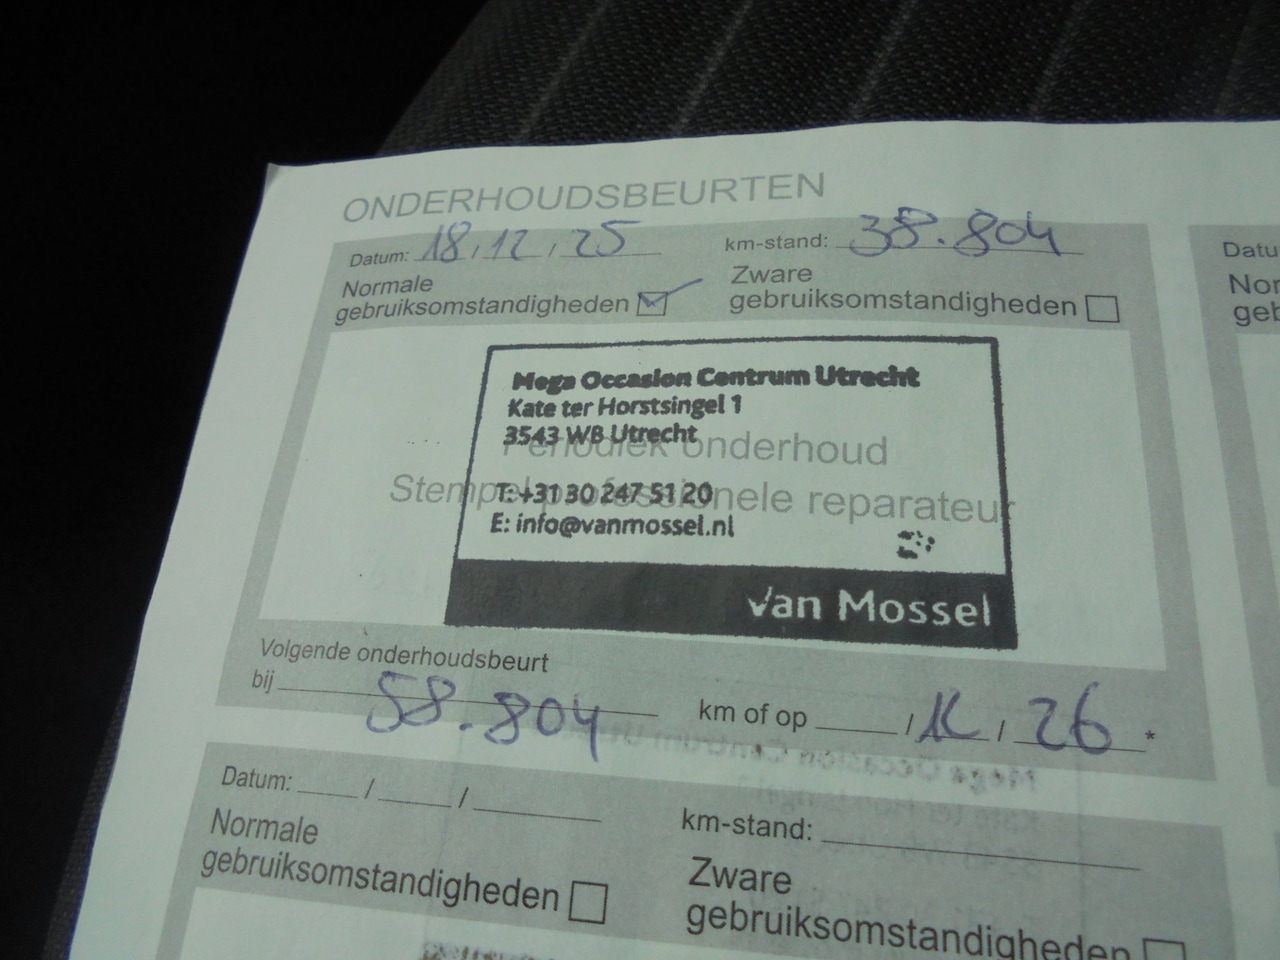 ONDERHOUDSBEURTEN
Datum: 18 / 12 / 25 km-stand: 38.804
Normale gebruiksomstandigheden Zware gebruiksomstandigheden
Mega Occasion Centrum Utrecht
Kate ter Horstsingel 1
3543 WB Utrecht
Periodiek onderhoud
Stempel professionele reparateur
T: +31 30 247 51 20
E: info@vanmossel.nl
Van Mossel
Volgende onderhoudsbeurt
bij 58.804 km of op / 12 / 26 *
Datum: / / km-stand:
Normale gebruiksomstandigheden Zware gebruiksomstandigheden
Datu
Nor
geb